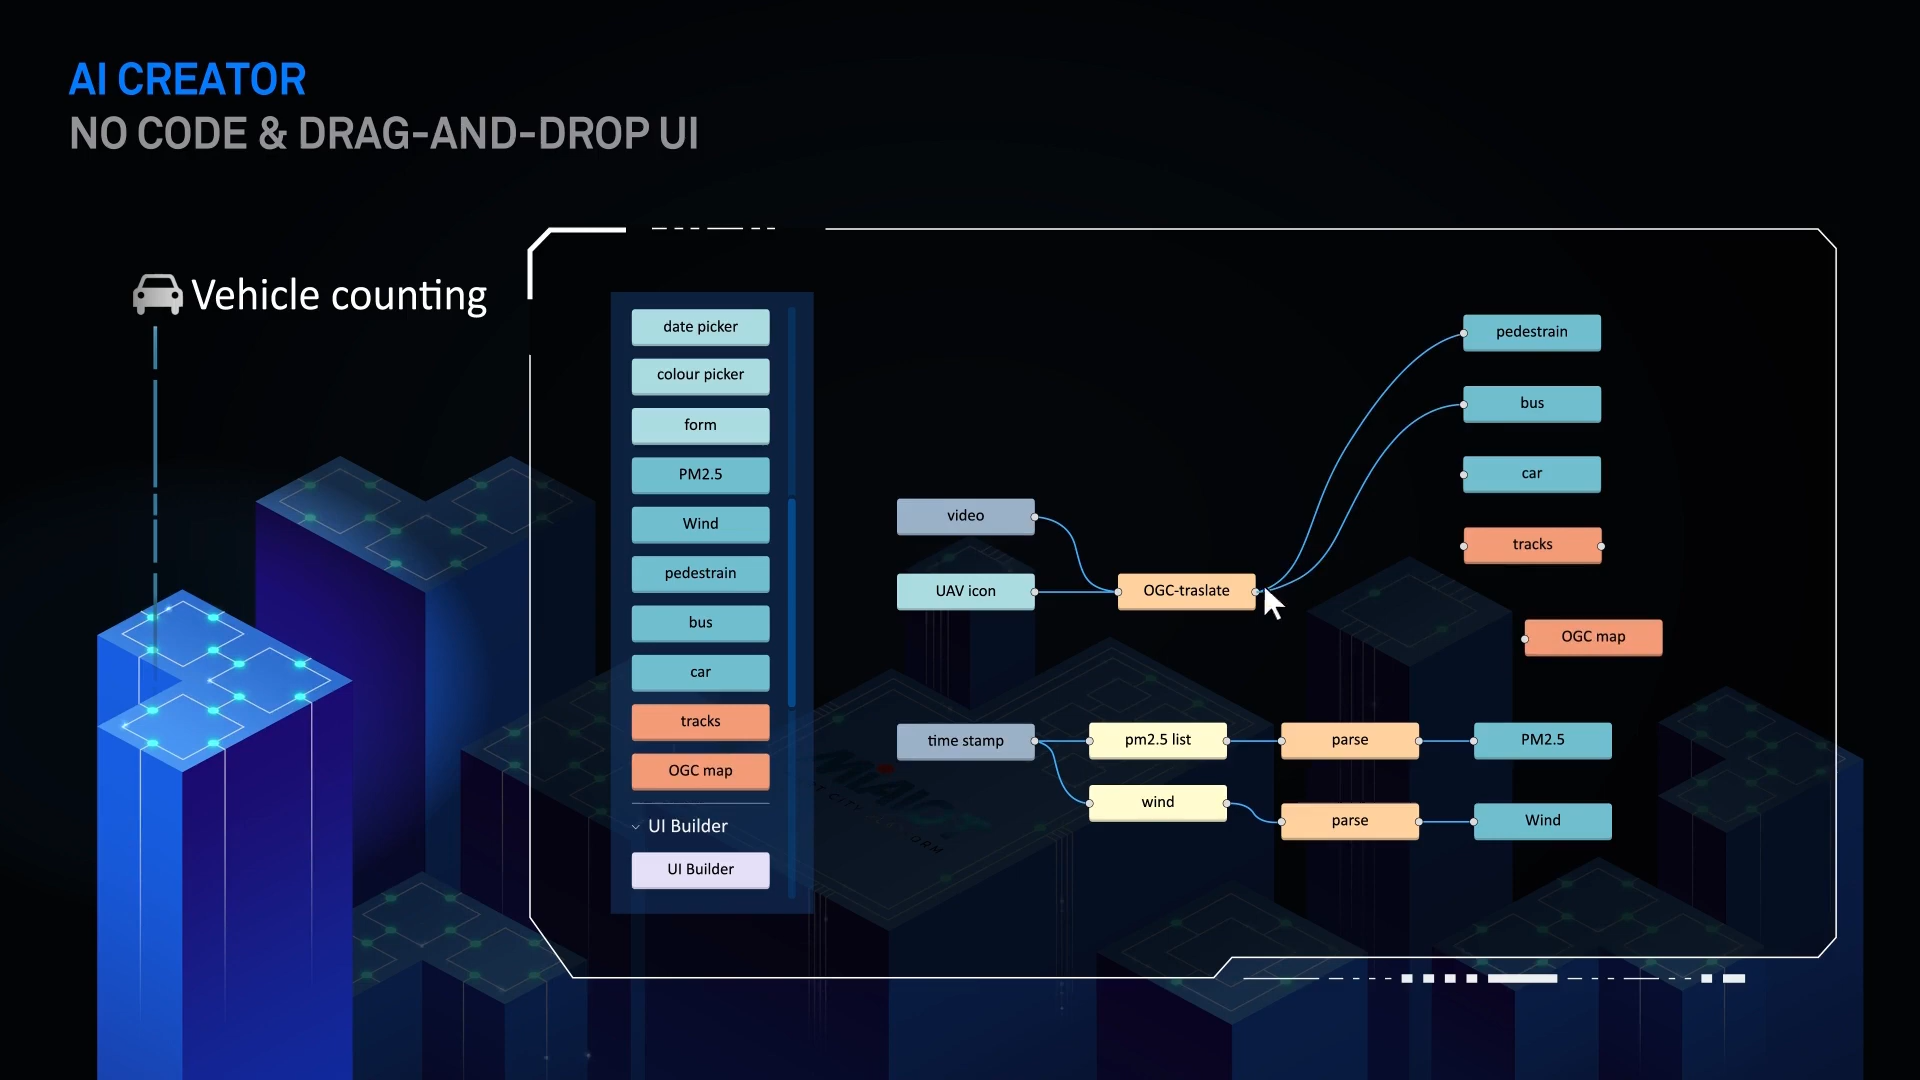 AI CREATOR
NO CODE & DRAG-AND-DROP UI
Vehicle counting
date picker
colour picker
form
PM2.5
Wind
pedestrain
bus
car
tracks
OGC map
UI Builder
UI Builder
video
UAV icon
OGC-traslate
pedestrain
bus
car
tracks
OGC map
time stamp
pm2.5 list
parse
PM2.5
wind
parse
Wind